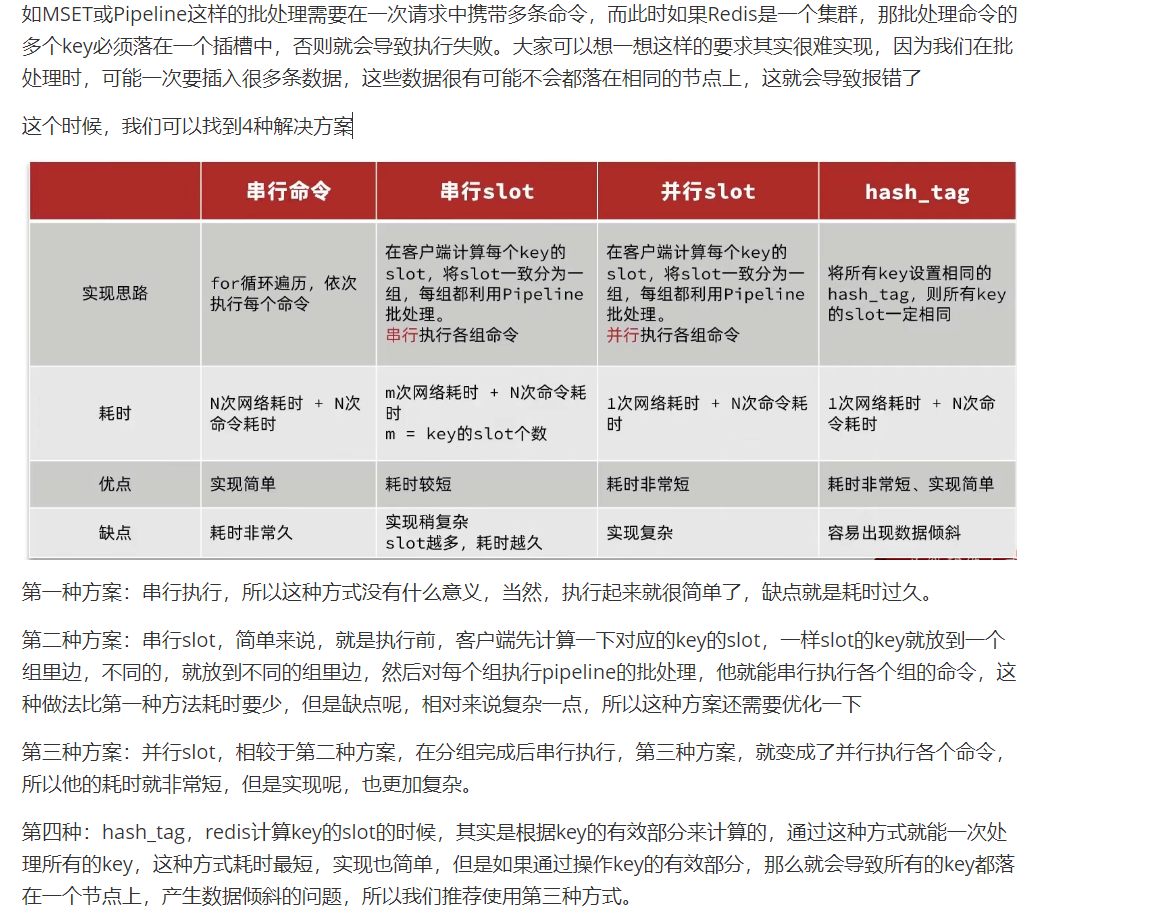 如MSET或Pipeline这样的批处理需要在一次请求中携带多条命令，而此时如果Redis是一个集群，那批处理命令的
多个key必须落在一个插槽中，否则就会导致执行失败。大家可以想一想这样的要求其实很难实现，因为我们在批
处理时，可能一次要插入很多条数据，这些数据很有可能不会都落在相同的节点上，这就会导致报错了
这个时候，我们可以找到4种解决方案
串行命令
串行slot
并行slot
hash_tag
实现思路
for循环遍历，依次
执行每个命令
在客户端计算每个key的
slot，将slot一致分为一
组，每组都利用Pipeline
批处理。
串行执行各组命令
在客户端计算每个key的
slot，将slot一致分为一
组，每组都利用Pipeline
批处理。
并行执行各组命令
将所有key设置相同的
hash_tag，则所有key
的slot一定相同
耗时
N次网络耗时 + N次
命令耗时
m次网络耗时 + N次命令耗
时
m = key的slot个数
1次网络耗时 + N次命令耗
时
1次网络耗时 + N次命
令耗时
优点
实现简单
耗时较短
耗时非常短
耗时非常短、实现简单
缺点
耗时非常久
实现稍复杂
slot越多，耗时越久
实现复杂
容易出现数据倾斜
第一种方案：串行执行，所以这种方式没有什么意义，当然，执行起来就很简单了，缺点就是耗时过久。
第二种方案：串行slot，简单来说，就是执行前，客户端先计算一下对应的key的slot，一样slot的key就放到一个
组里边，不同的，就放到不同的组里边，然后对每个组执行pipeline的批处理，他就能串行执行各个组的命令，这
种做法比第一种方法耗时要少，但是缺点呢，相对来说复杂一点，所以这种方案还需要优化一下
第三种方案：并行slot，相较于第二种方案，在分组完成后串行执行，第三种方案，就变成了并行执行各个命令，
所以他的耗时就非常短，但是实现呢，也更加复杂。
第四种：hash_tag，redis计算key的slot的时候，其实是根据key的有效部分来计算的，通过这种方式就能一次处
理所有的key，这种方式耗时最短，实现也简单，但是如果通过操作key的有效部分，那么就会导致所有的key都落
在一个节点上，产生数据倾斜的问题，所以我们推荐使用第三种方式。